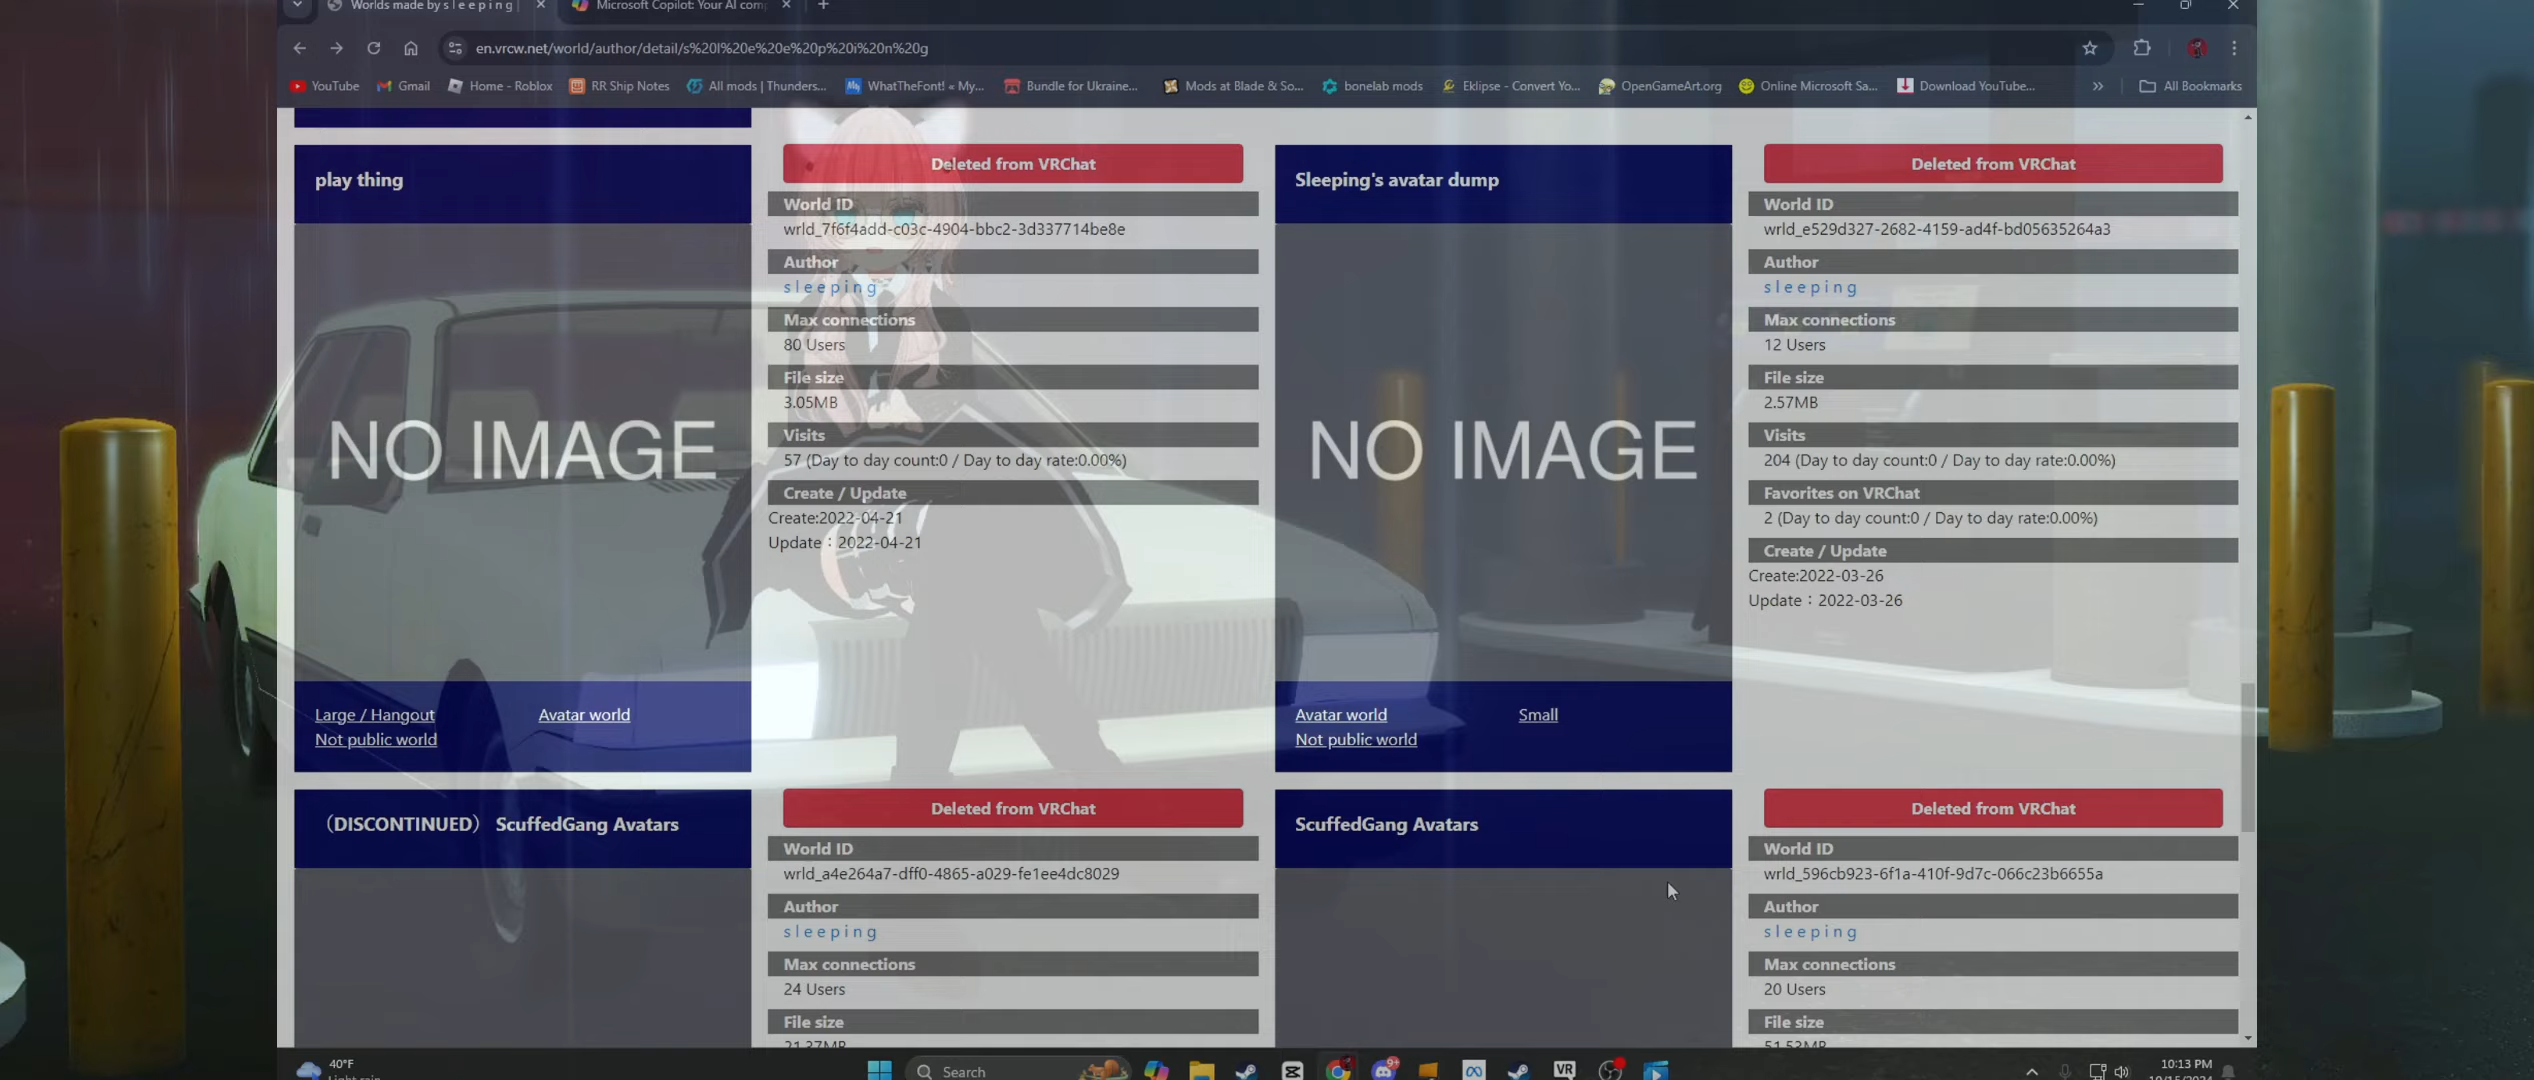 Worlds made by s l e e p i n g
Microsoft Copilot: Your AI com
en.vrcw.net/world/author/detail/s%20l%20e%20e%20p%20i%20n%20g
YouTube
Gmail
Home - Roblox
RR Ship Notes
All mods | Thunders...
WhatTheFont! « My...
Bundle for Ukraine...
Mods at Blade & So...
bonelab mods
Eklipse - Convert Yo...
OpenGameArt.org
Online Microsoft Sa...
Download YouTube...
All Bookmarks
play thing
NO IMAGE
Large / Hangout
Avatar world
Not public world
Deleted from VRChat
World ID
wrld_7f6f4add-c03c-4904-bbc2-3d337714be8e
Author
s l e e p i n g
Max connections
80 Users
File size
3.05MB
Visits
57 (Day to day count:0 / Day to day rate:0.00%)
Create / Update
Create:2022-04-21
Update：2022-04-21
Sleeping's avatar dump
NO IMAGE
Avatar world
Small
Not public world
Deleted from VRChat
World ID
wrld_e529d327-2682-4159-ad4f-bd05635264a3
Author
s l e e p i n g
Max connections
12 Users
File size
2.57MB
Visits
204 (Day to day count:0 / Day to day rate:0.00%)
Favorites on VRChat
2 (Day to day count:0 / Day to day rate:0.00%)
Create / Update
Create:2022-03-26
Update：2022-03-26
（DISCONTINUED） ScuffedGang Avatars
Deleted from VRChat
World ID
wrld_a4e264a7-dff0-4865-a029-fe1ee4dc8029
Author
s l e e p i n g
Max connections
24 Users
File size
21.37MB
ScuffedGang Avatars
Deleted from VRChat
World ID
wrld_596cb923-6f1a-410f-9d7c-066c23b6655a
Author
s l e e p i n g
Max connections
20 Users
File size
51.53MB
40°F
Light rain
Search
VR
9+
10:13 PM
10/15/2024